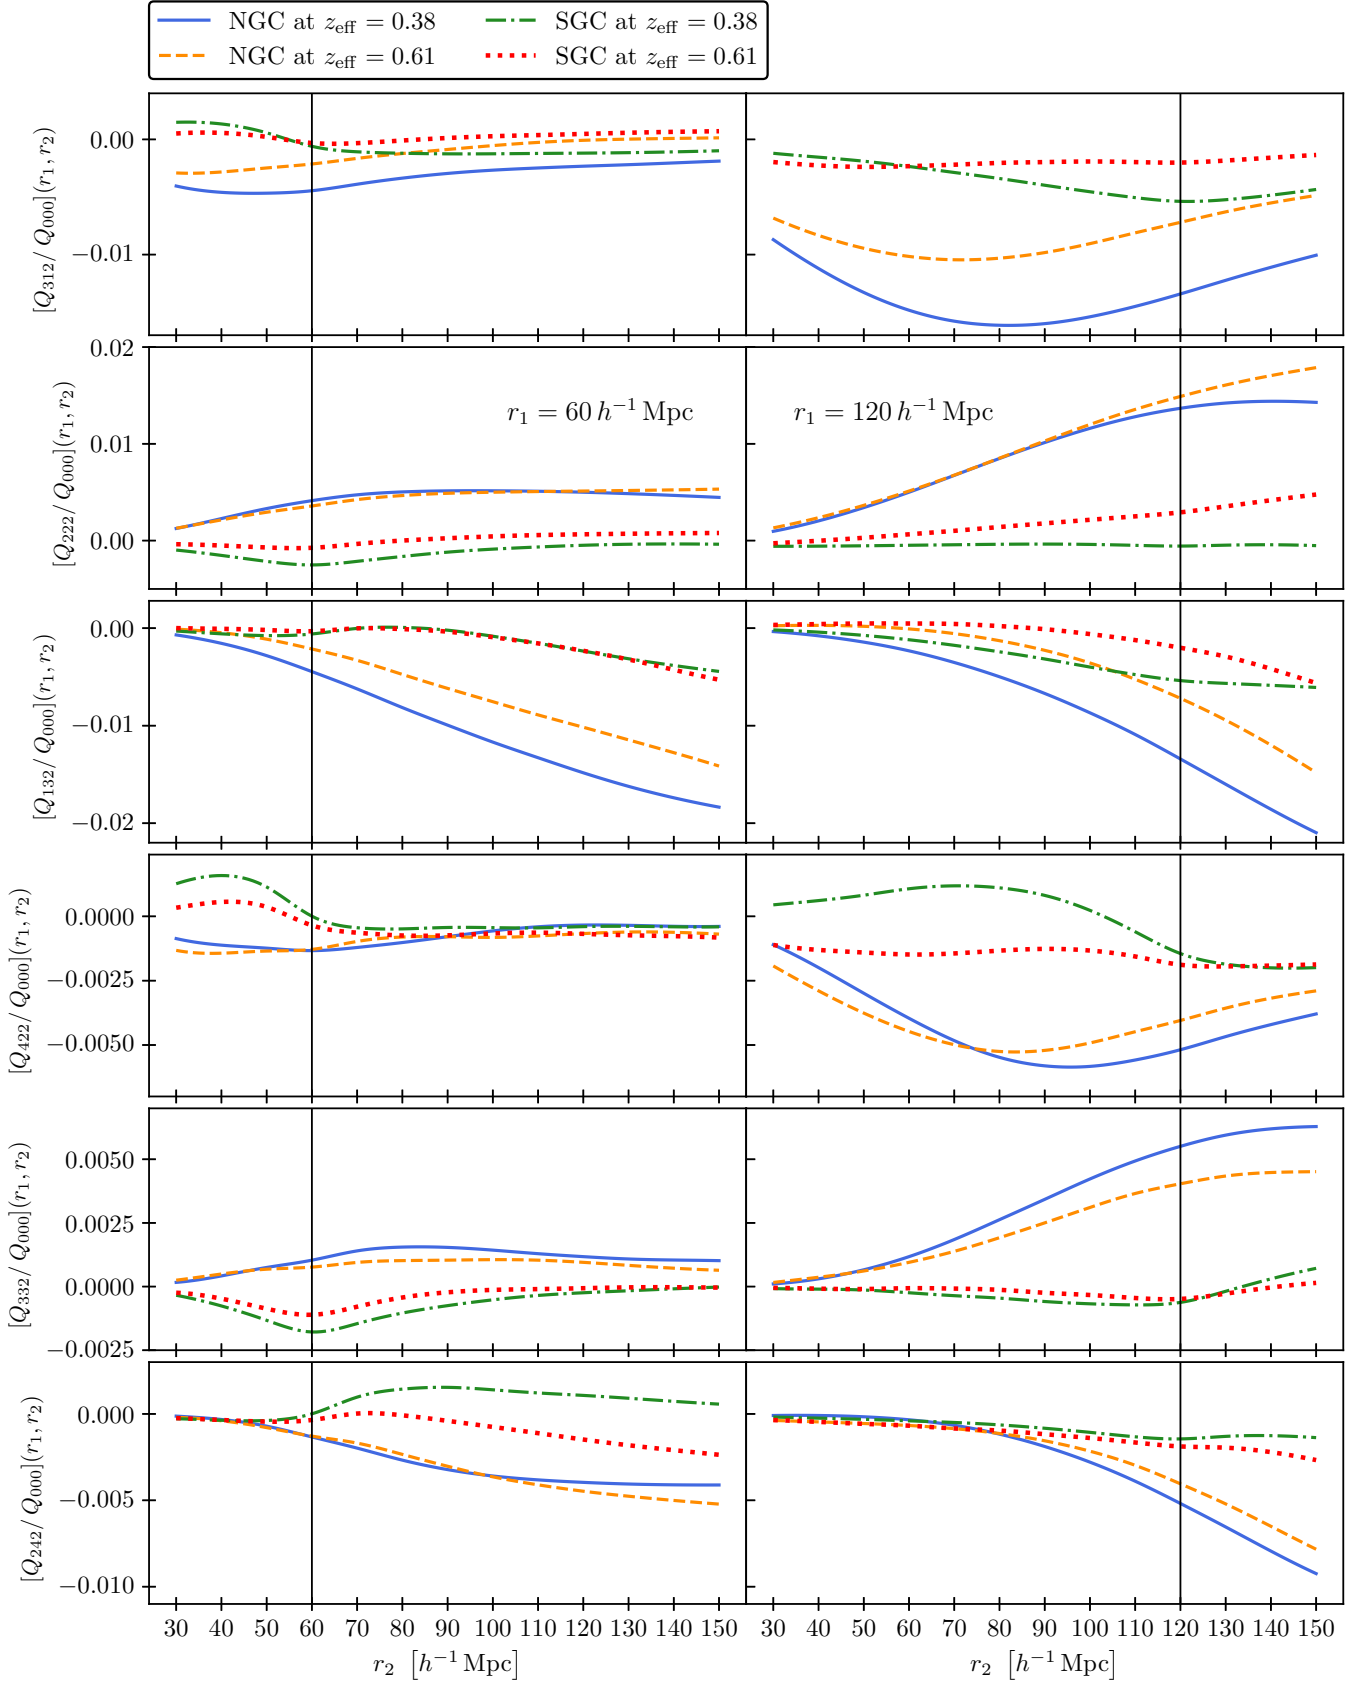 NGC at z_eff = 0.38
SGC at z_eff = 0.38
NGC at z_eff = 0.61
SGC at z_eff = 0.61
[Q_312/Q_000](r_1, r_2)
0.00
−0.01
[Q_222/Q_000](r_1, r_2)
0.02
0.01
0.00
r_1 = 60 h^−1 Mpc
r_1 = 120 h^−1 Mpc
[Q_132/Q_000](r_1, r_2)
0.00
−0.01
−0.02
[Q_422/Q_000](r_1, r_2)
0.0000
−0.0025
−0.0050
[Q_332/Q_000](r_1, r_2)
0.0050
0.0025
0.0000
−0.0025
[Q_242/Q_000](r_1, r_2)
0.000
−0.005
−0.010
30 40 50 60 70 80 90 100 110 120 130 140 150
30 40 50 60 70 80 90 100 110 120 130 140 150
r_2 [h^−1 Mpc]
r_2 [h^−1 Mpc]